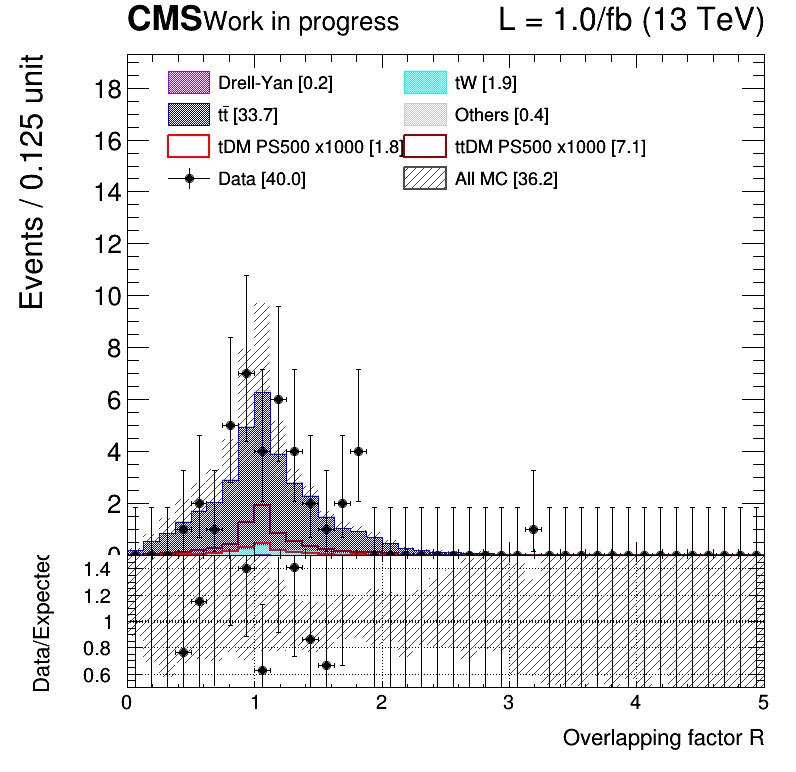 CMS Work in progress L = 1.0/fb (13 TeV)
Events / 0.125 unit
Drell-Yan [0.2] tW [1.9]
tt̄ [33.7] Others [0.4]
tDM PS500 x1000 [1.8] ttDM PS500 x1000 [7.1]
Data [40.0] All MC [36.2]
18
16
14
12
10
8
6
4
2
0
Data/Expected
1.4
1.2
1
0.8
0.6
0 1 2 3 4 5
Overlapping factor R